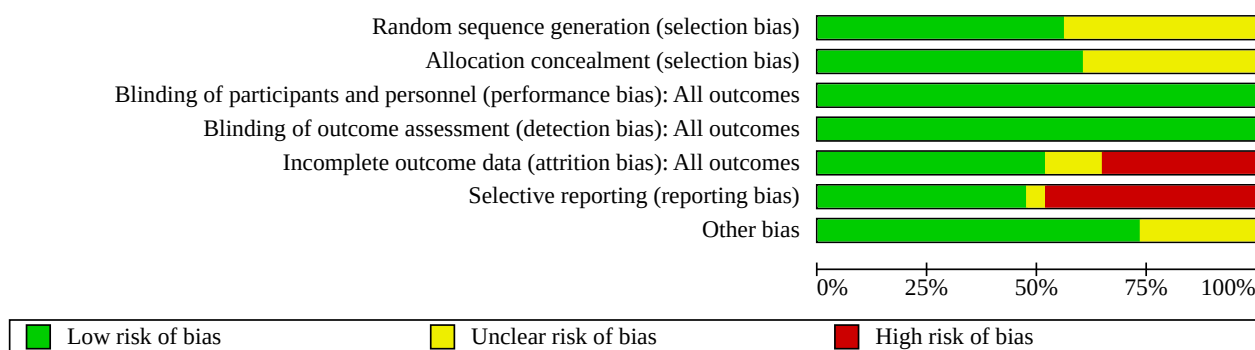 Random sequence generation (selection bias)
Allocation concealment (selection bias)
Blinding of participants and personnel (performance bias): All outcomes
Blinding of outcome assessment (detection bias): All outcomes
Incomplete outcome data (attrition bias): All outcomes
Selective reporting (reporting bias)
Other bias
0% 25% 50% 75% 100%
Low risk of bias Unclear risk of bias High risk of bias